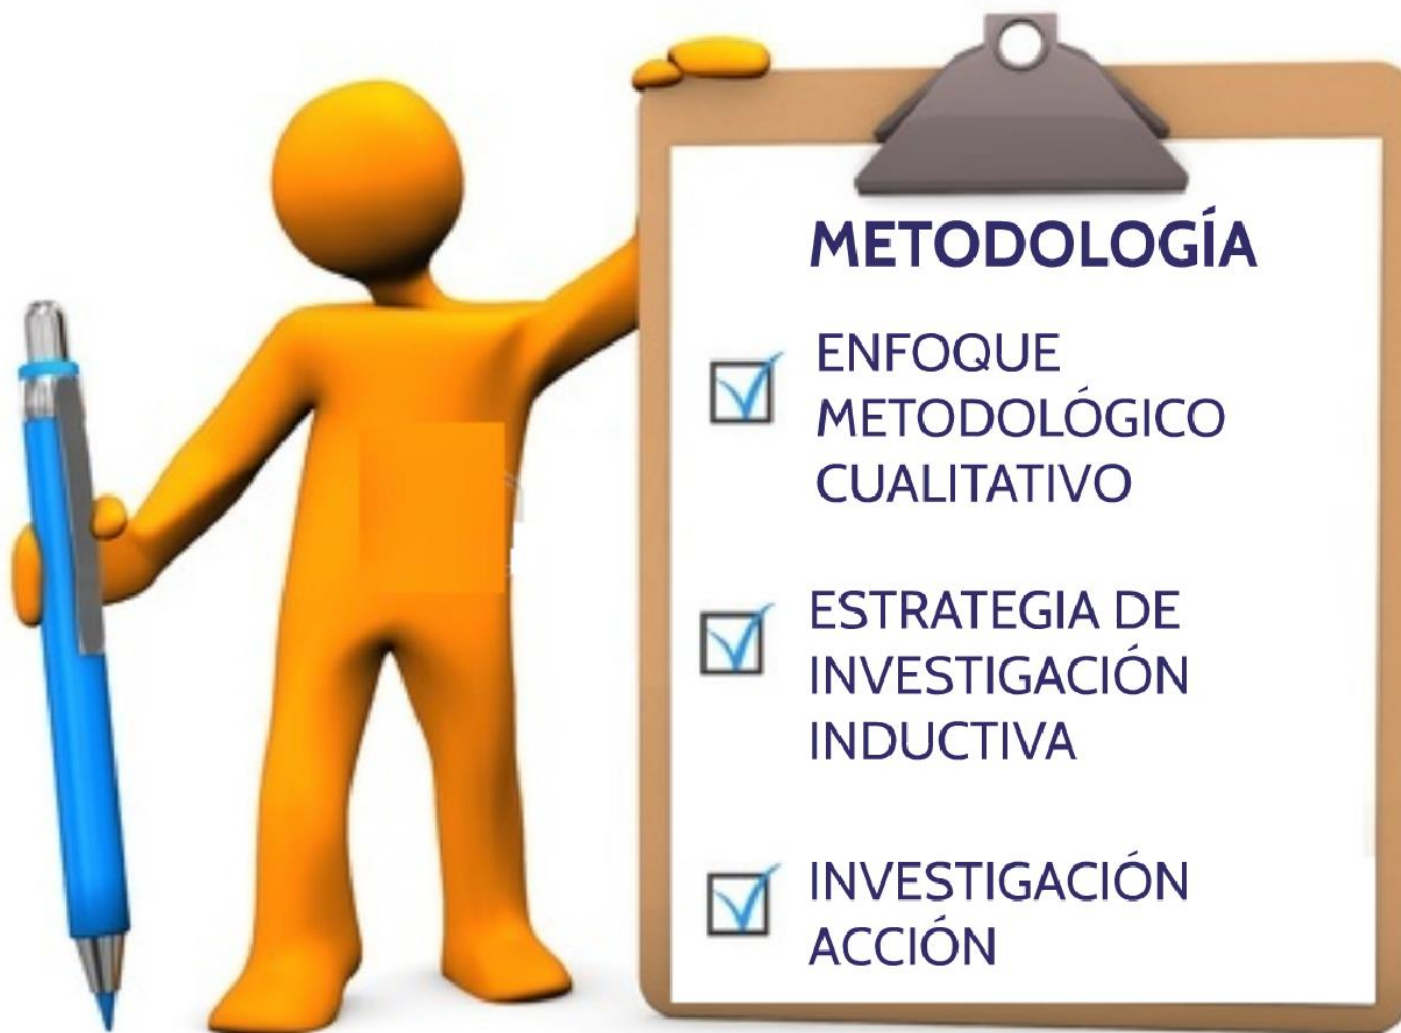 METODOLOGÍA
ENFOQUE
METODOLÓGICO
CUALITATIVO
ESTRATEGIA DE
INVESTIGACIÓN
INDUCTIVA
INVESTIGACIÓN
ACCIÓN